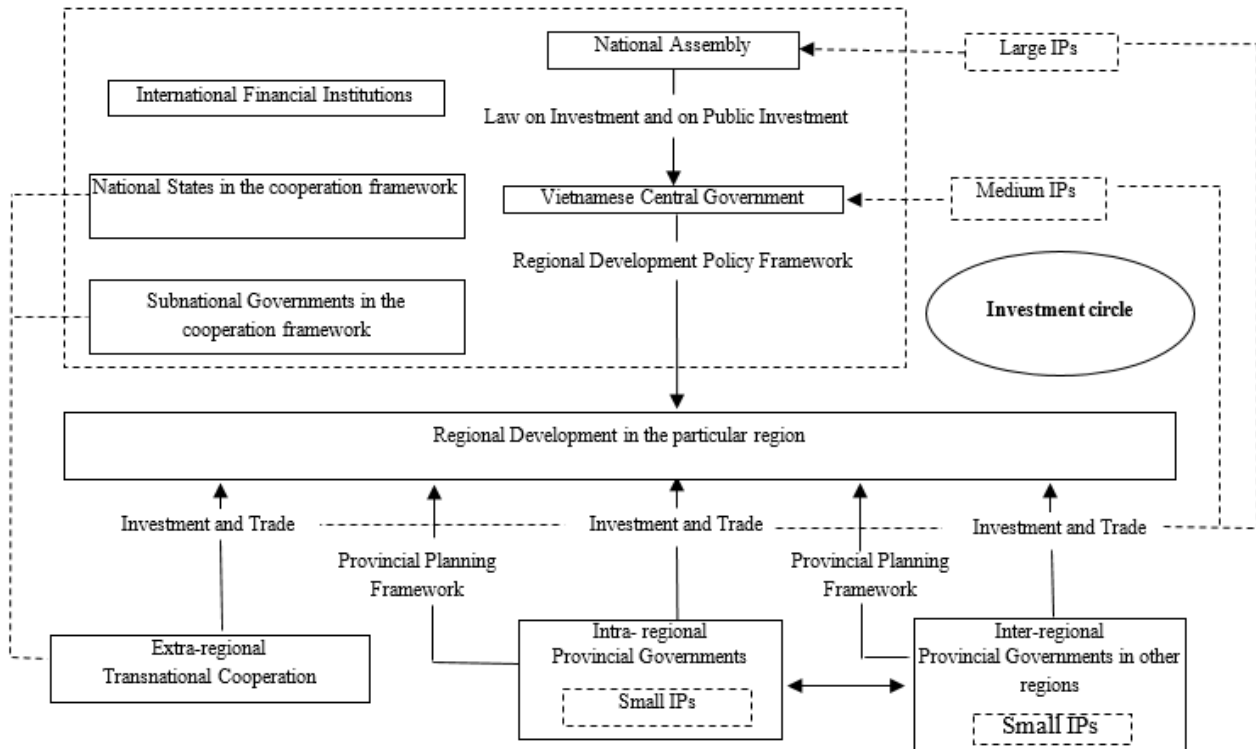 National Assembly
Large IPs
International Financial Institutions
Law on Investment and on Public Investment
National States in the cooperation framework
Vietnamese Central Government
Medium IPs
Regional Development Policy Framework
Subnational Governments in the
cooperation framework
Investment circle
Regional Development in the particular region
Investment and Trade
Investment and Trade
Investment and Trade
Provincial Planning
Framework
Provincial Planning
Framework
Extra-regional
Transnational Cooperation
Intra- regional
Provincial Governments
Small IPs
Inter-regional
Provincial Governments in other
regions
Small IPs